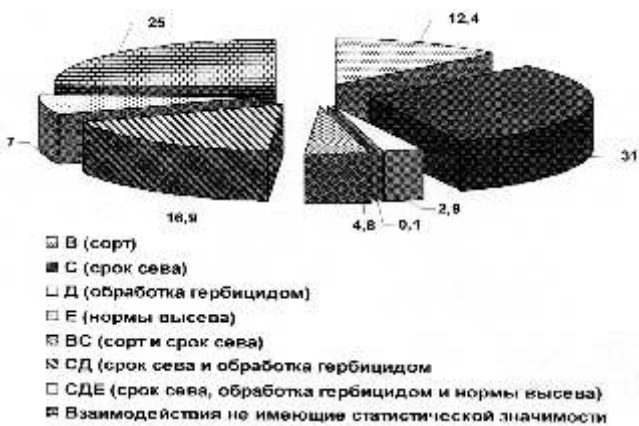 25
12,4
7
31
16,9
4,8
0,1
2,9
В (сорт)
С (срок сева)
Д (обработка гербицидом)
Е (нормы высева)
ВС (сорт и срок сева)
СД (срок сева и обработка гербицидом
СДЕ (срок сева, обработка гербицидом и нормы высева)
Взаимодействия не имеющие статистической значимости